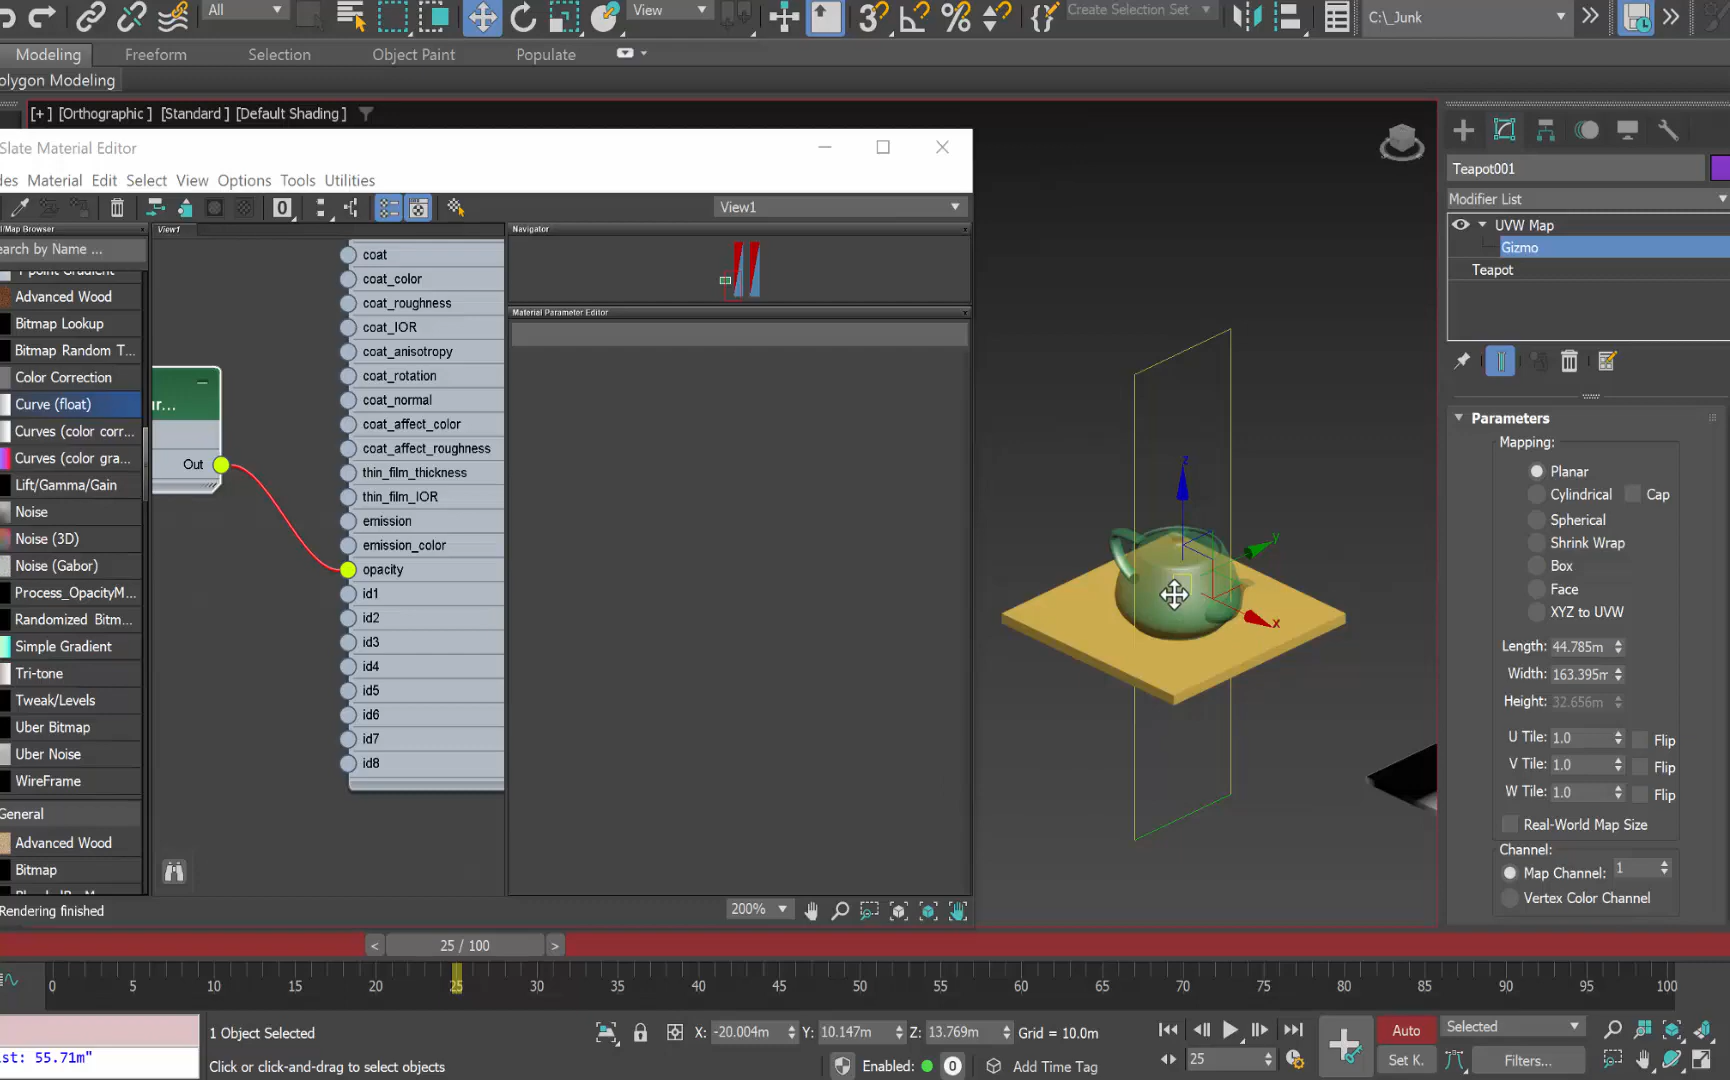 All
View
Create Selection Set
C:\_Junk
Modeling
Freeform
Selection
Object Paint
Populate
olygon Modeling
[+] [Orthographic ] [Standard ] [Default Shading ]
Slate Material Editor
des Material Edit Select View Options Tools Utilities
0
View1
l/Map Browser
View1
Navigator
earch by Name ...
Advanced Wood
Bitmap Lookup
Bitmap Random T...
Color Correction
Curve (float)
Curves (color corr...
Curves (color gra...
Lift/Gamma/Gain
Noise
Noise (3D)
Noise (Gabor)
Process_OpacityM...
Randomized Bitm...
Simple Gradient
Tri-tone
Tweak/Levels
Uber Bitmap
Uber Noise
WireFrame
General
Advanced Wood
Bitmap
ur...
Out
coat
coat_color
coat_roughness
coat_IOR
coat_anisotropy
coat_rotation
coat_normal
coat_affect_color
coat_affect_roughness
thin_film_thickness
thin_film_IOR
emission
emission_color
opacity
id1
id2
id3
id4
id5
id6
id7
id8
Material Parameter Editor
Rendering finished
200%
z
y
x
Teapot001
Modifier List
UVW Map
Gizmo
Teapot
Parameters
Mapping:
Planar
Cylindrical
Cap
Spherical
Shrink Wrap
Box
Face
XYZ to UVW
Length: 44.785m
Width: 163.395m
Height: 32.656m
U Tile: 1.0 Flip
V Tile: 1.0 Flip
W Tile: 1.0 Flip
Real-World Map Size
Channel:
Map Channel: 1
Vertex Color Channel
< 25 / 100 >
0 5 10 15 20 25 30 35 40 45 50 55 60 65 70 75 80 85 90 95 100
1 Object Selected
X: -20.004m Y: 10.147m Z: 13.769m Grid = 10.0m
Auto
Selected
ist: 55.71m"
Click or click-and-drag to select objects
Enabled: 0
Add Time Tag
25
Set K.
Filters...